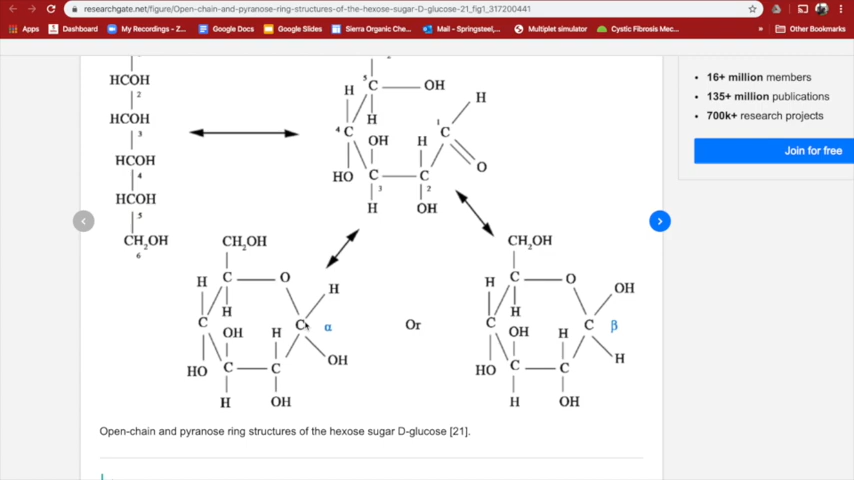 researchgate.net/figure/Open-chain-and-pyranose-ring-structures-of-the-hexose-sugar-D-glucose-21_fig1_317200441
Apps Dashboard My Recordings - Z... Google Docs Google Slides Sierra Organic Che... Mail - Springsteel,... Multiplet simulator Cystic Fibrosis Mec... » Other Bookmarks
HCOH
2
HCOH
3
HCOH
4
HCOH
5
CH2OH
6
5
H C OH
H H
4 C OH H 1 C
HO C C O
3 2
H OH
CH2OH
H C O H
H
C OH H C α
HO C C OH
H OH
Or
CH2OH
H C O OH
H
C OH H C β
HO C C H
H OH
Open-chain and pyranose ring structures of the hexose sugar D-glucose [21].
• 16+ million members
• 135+ million publications
• 700k+ research projects
Join for free